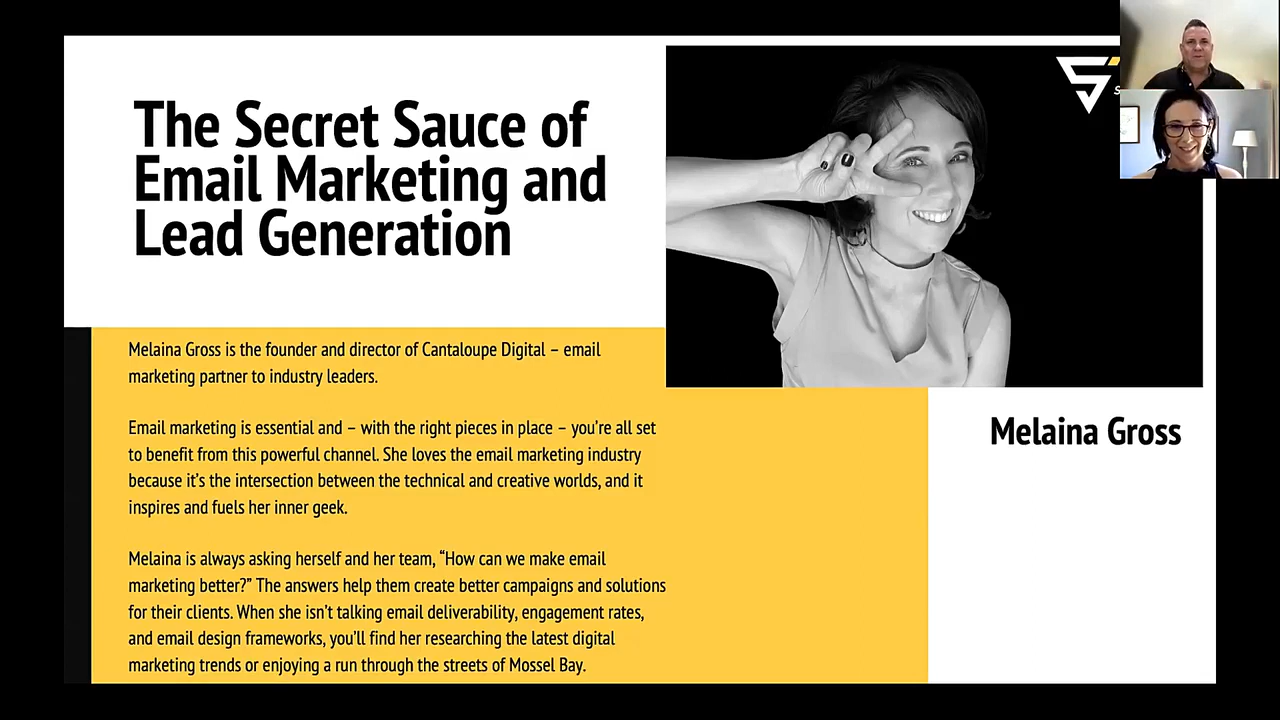 The Secret Sauce of
Email Marketing and
Lead Generation
Melaina Gross is the founder and director of Cantaloupe Digital – email
marketing partner to industry leaders.
Email marketing is essential and – with the right pieces in place – you’re all set
to benefit from this powerful channel. She loves the email marketing industry
because it’s the intersection between the technical and creative worlds, and it
inspires and fuels her inner geek.
Melaina is always asking herself and her team, “How can we make email
marketing better?” The answers help them create better campaigns and solutions
for their clients. When she isn’t talking email deliverability, engagement rates,
and email design frameworks, you’ll find her researching the latest digital
marketing trends or enjoying a run through the streets of Mossel Bay.
Melaina Gross